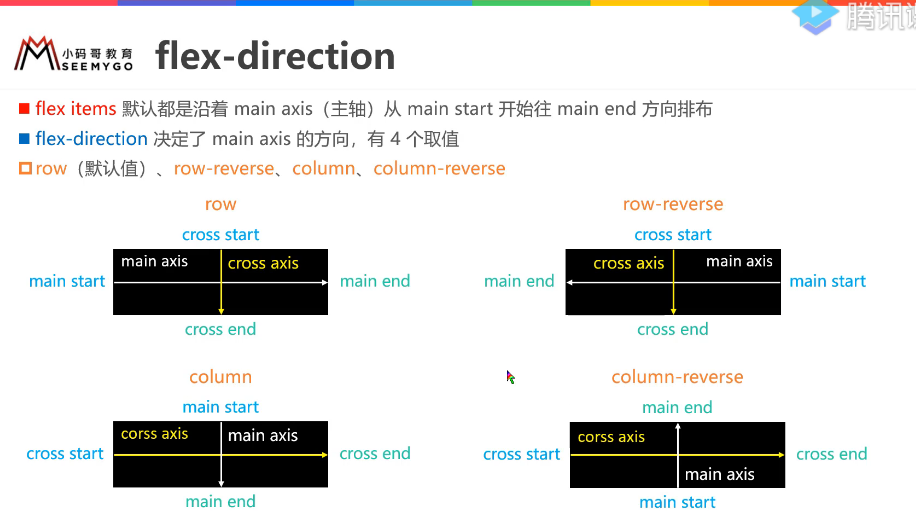 腾讯课
小码哥教育
SEEMYGO
flex-direction
flex items 默认都是沿着 main axis（主轴）从 main start 开始往 main end 方向排布
flex-direction 决定了 main axis 的方向，有 4 个取值
row（默认值）、row-reverse、column、column-reverse
row
cross start
main axis
cross axis
main start
main end
cross end
row-reverse
cross start
cross axis
main axis
main end
main start
cross end
column
main start
corss axis
main axis
cross start
cross end
main end
column-reverse
main end
corss axis
cross start
cross end
main axis
main start